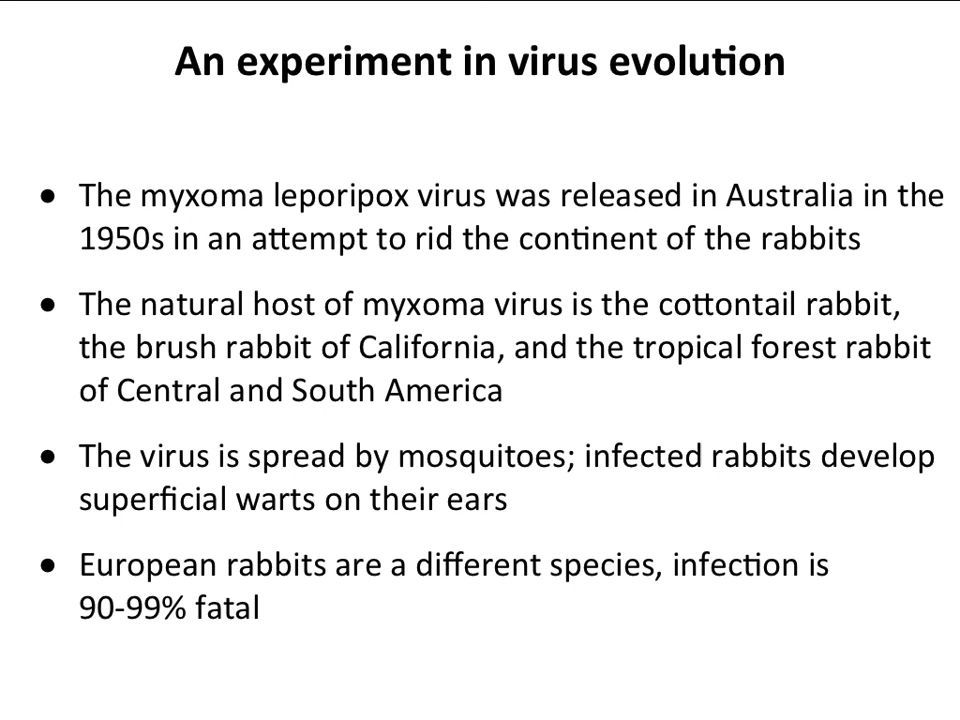 An experiment in virus evolution
● The myxoma leporipox virus was released in Australia in the
1950s in an attempt to rid the continent of the rabbits
● The natural host of myxoma virus is the cottontail rabbit,
the brush rabbit of California, and the tropical forest rabbit
of Central and South America
● The virus is spread by mosquitoes; infected rabbits develop
superficial warts on their ears
● European rabbits are a different species, infection is
90-99% fatal